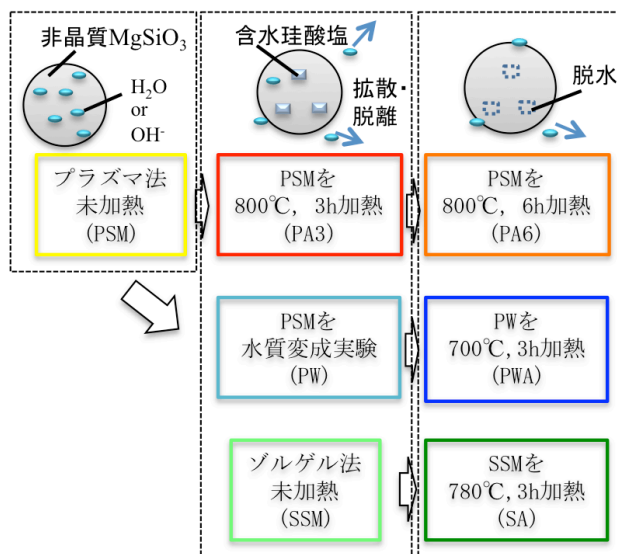 非晶質MgSiO₃
H₂O
or
OH⁻
含水珪酸塩
拡散・
脱離
脱水
プラズマ法
未加熱
(PSM)
PSMを
800℃, 3h加熱
(PA3)
PSMを
800℃, 6h加熱
(PA6)
PSMを
水質変成実験
(PW)
PWを
700℃,3h加熱
(PWA)
ゾルゲル法
未加熱
(SSM)
SSMを
780℃,3h加熱
(SA)